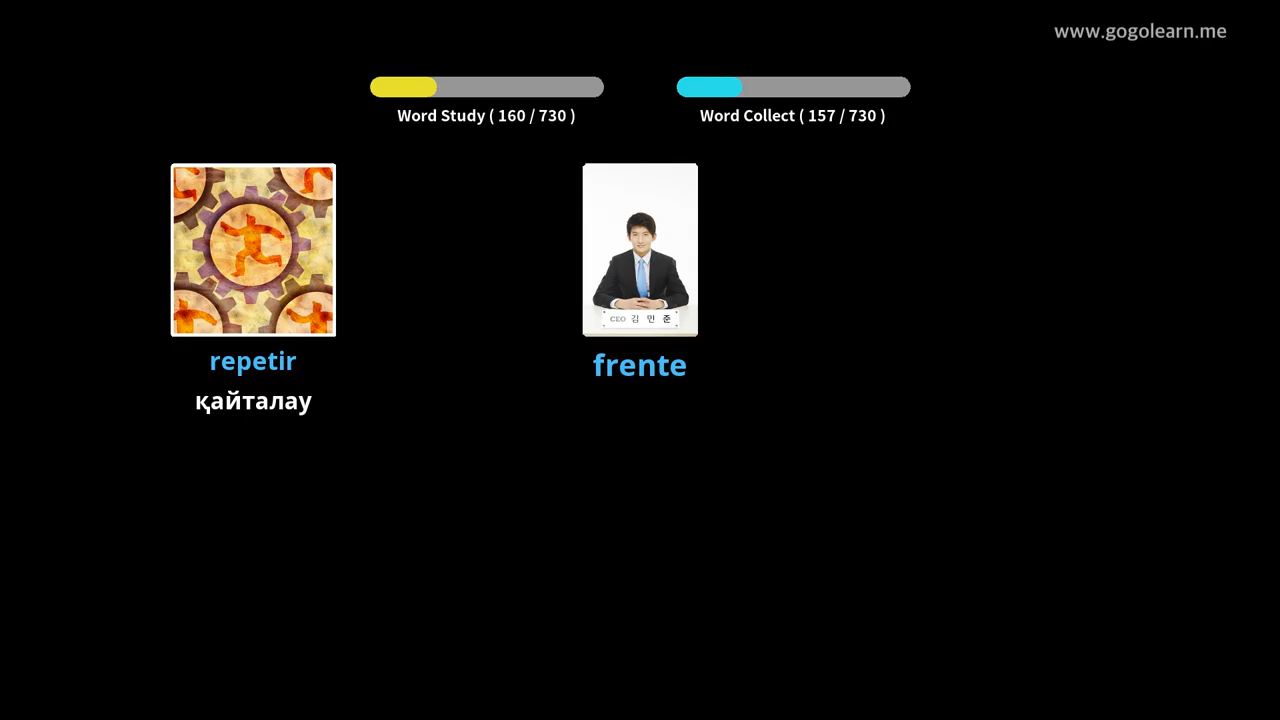 www.gogolearn.me
Word Study ( 160 / 730 )
Word Collect ( 157 / 730 )
CEO 김 민 준
repetir
қайталау
frente